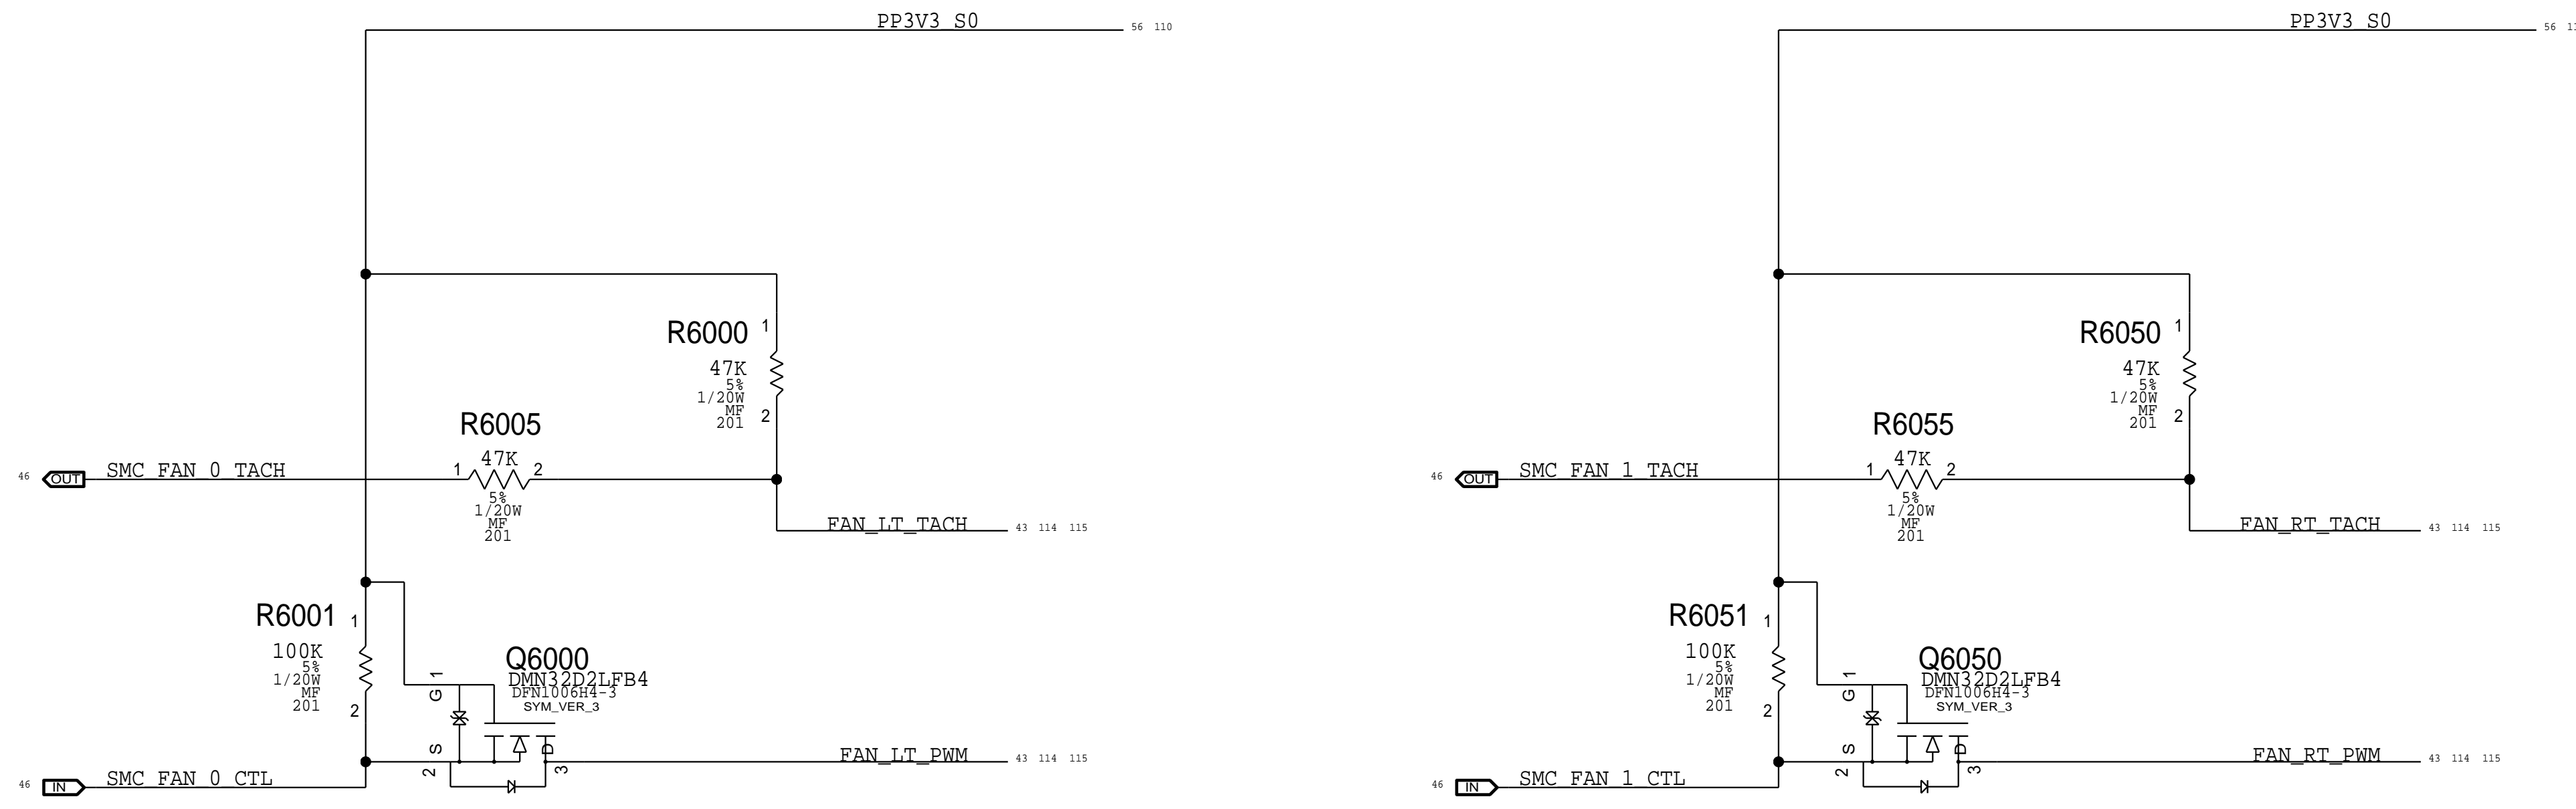 PP3V3_S0
56 110
R6000
1
47K
5%
1/20W
MF
201
2
R6005
47K
1
2
5%
1/20W
MF
201
46
OUT
SMC_FAN_0_TACH
FAN_LT_TACH
43 114 115
R6001
1
100K
5%
1/20W
MF
201
2
Q6000
DMN32D2LFB4
DFN1006H4-3
SYM_VER_3
G 1
S
2
D
3
FAN_LT_PWM
43 114 115
46
IN
SMC_FAN_0_CTL
PP3V3_S0
56
R6050
1
47K
5%
1/20W
MF
201
2
R6055
47K
1
2
5%
1/20W
MF
201
46
OUT
SMC_FAN_1_TACH
FAN_RT_TACH
43 114 115
R6051
1
100K
5%
1/20W
MF
201
2
Q6050
DMN32D2LFB4
DFN1006H4-3
SYM_VER_3
G 1
S
2
D
3
FAN_RT_PWM
43 114 115
46
IN
SMC_FAN_1_CTL